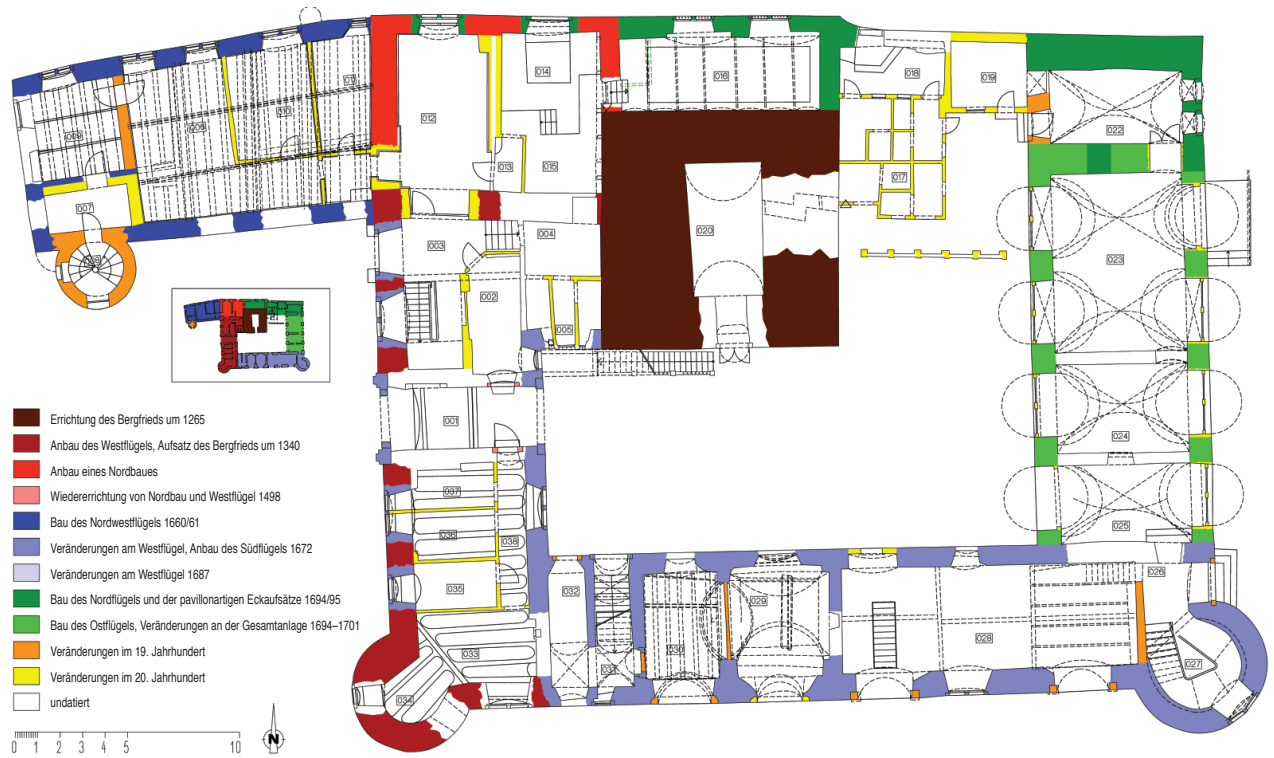 014
016
018
019
011
010
009
008
012
022
013
015
017
007
020
004
003
023
006
002
005
001
024
037
025
036
038
026
035
032
029
028
033
030
031
027
034
Errichtung des Bergfrieds um 1265
Anbau des Westflügels, Aufsatz des Bergfrieds um 1340
Anbau eines Nordbaues
Wiedererrichtung von Nordbau und Westflügel 1498
Bau des Nordwestflügels 1660/61
Veränderungen am Westflügel, Anbau des Südflügels 1672
Veränderungen am Westflügel 1687
Bau des Nordflügels und der pavillonartigen Eckaufsätze 1694/95
Bau des Ostflügels, Veränderungen an der Gesamtanlage 1694–1701
Veränderungen im 19. Jahrhundert
Veränderungen im 20. Jahrhundert
undatiert
0 1 2 3 4 5 10
N